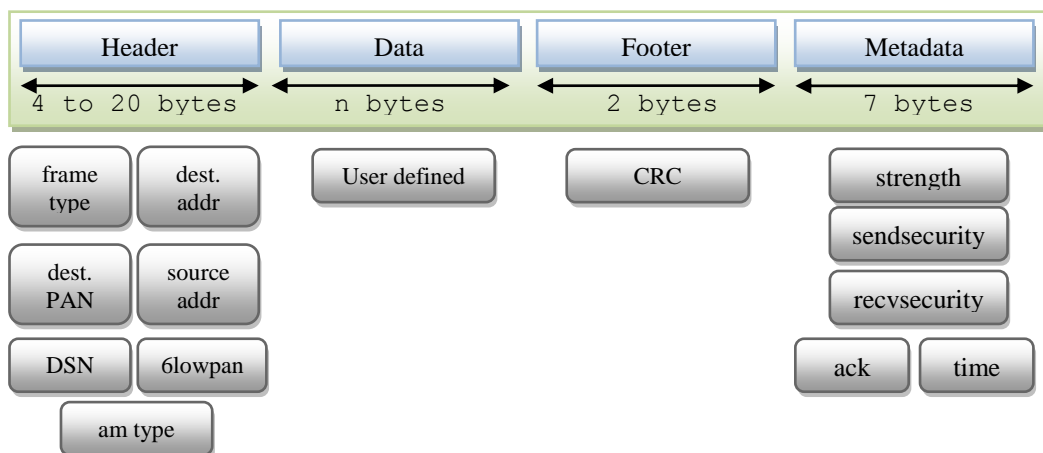 Header Data Footer Metadata
4 to 20 bytes n bytes 2 bytes 7 bytes
frame type
dest. addr
dest. PAN
source addr
DSN
6lowpan
am type
User defined
CRC
strength
sendsecurity
recvsecurity
ack
time